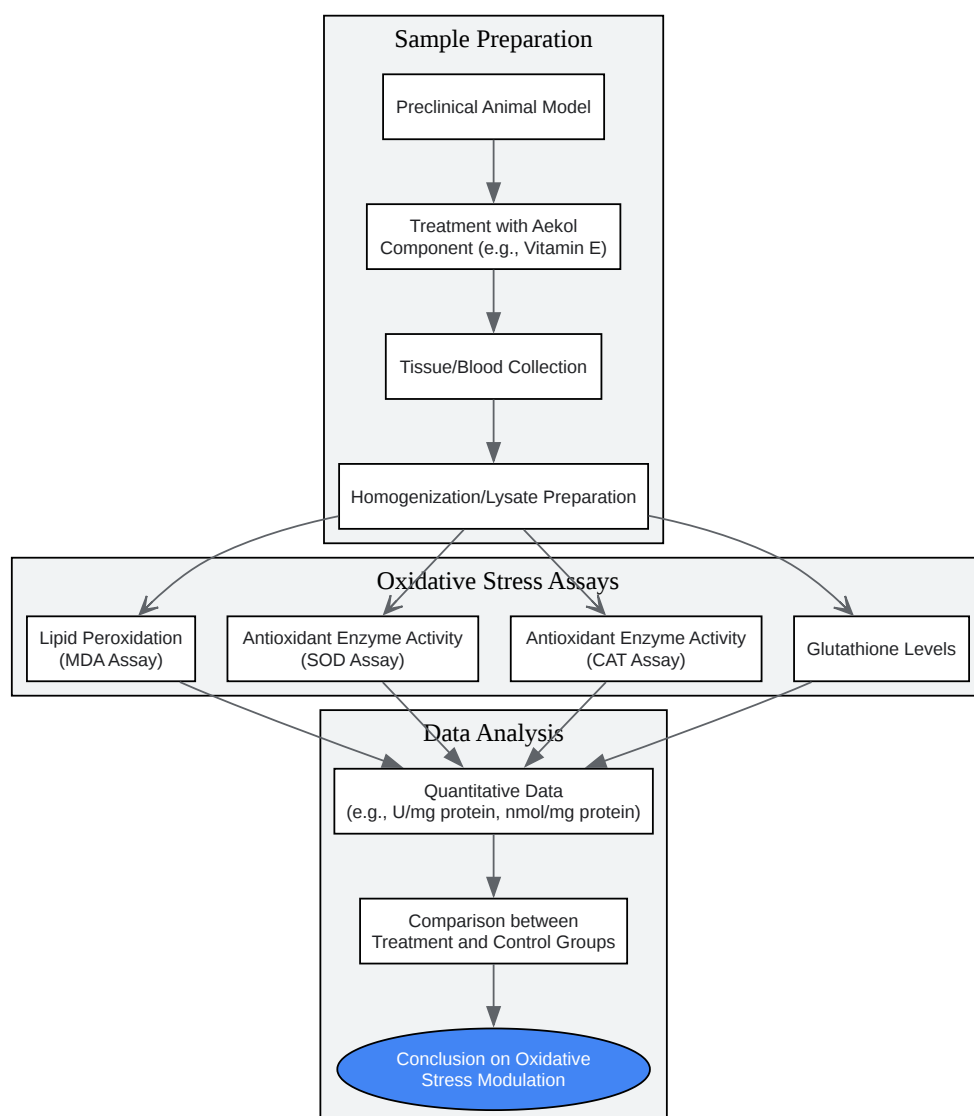 Sample Preparation
Preclinical Animal Model
Treatment with Aekol
Component (e.g., Vitamin E)
Tissue/Blood Collection
Homogenization/Lysate Preparation
Oxidative Stress Assays
Lipid Peroxidation
(MDA Assay)
Antioxidant Enzyme Activity
(SOD Assay)
Antioxidant Enzyme Activity
(CAT Assay)
Glutathione Levels
Data Analysis
Quantitative Data
(e.g., U/mg protein, nmol/mg protein)
Comparison between
Treatment and Control Groups
Conclusion on Oxidative
Stress Modulation